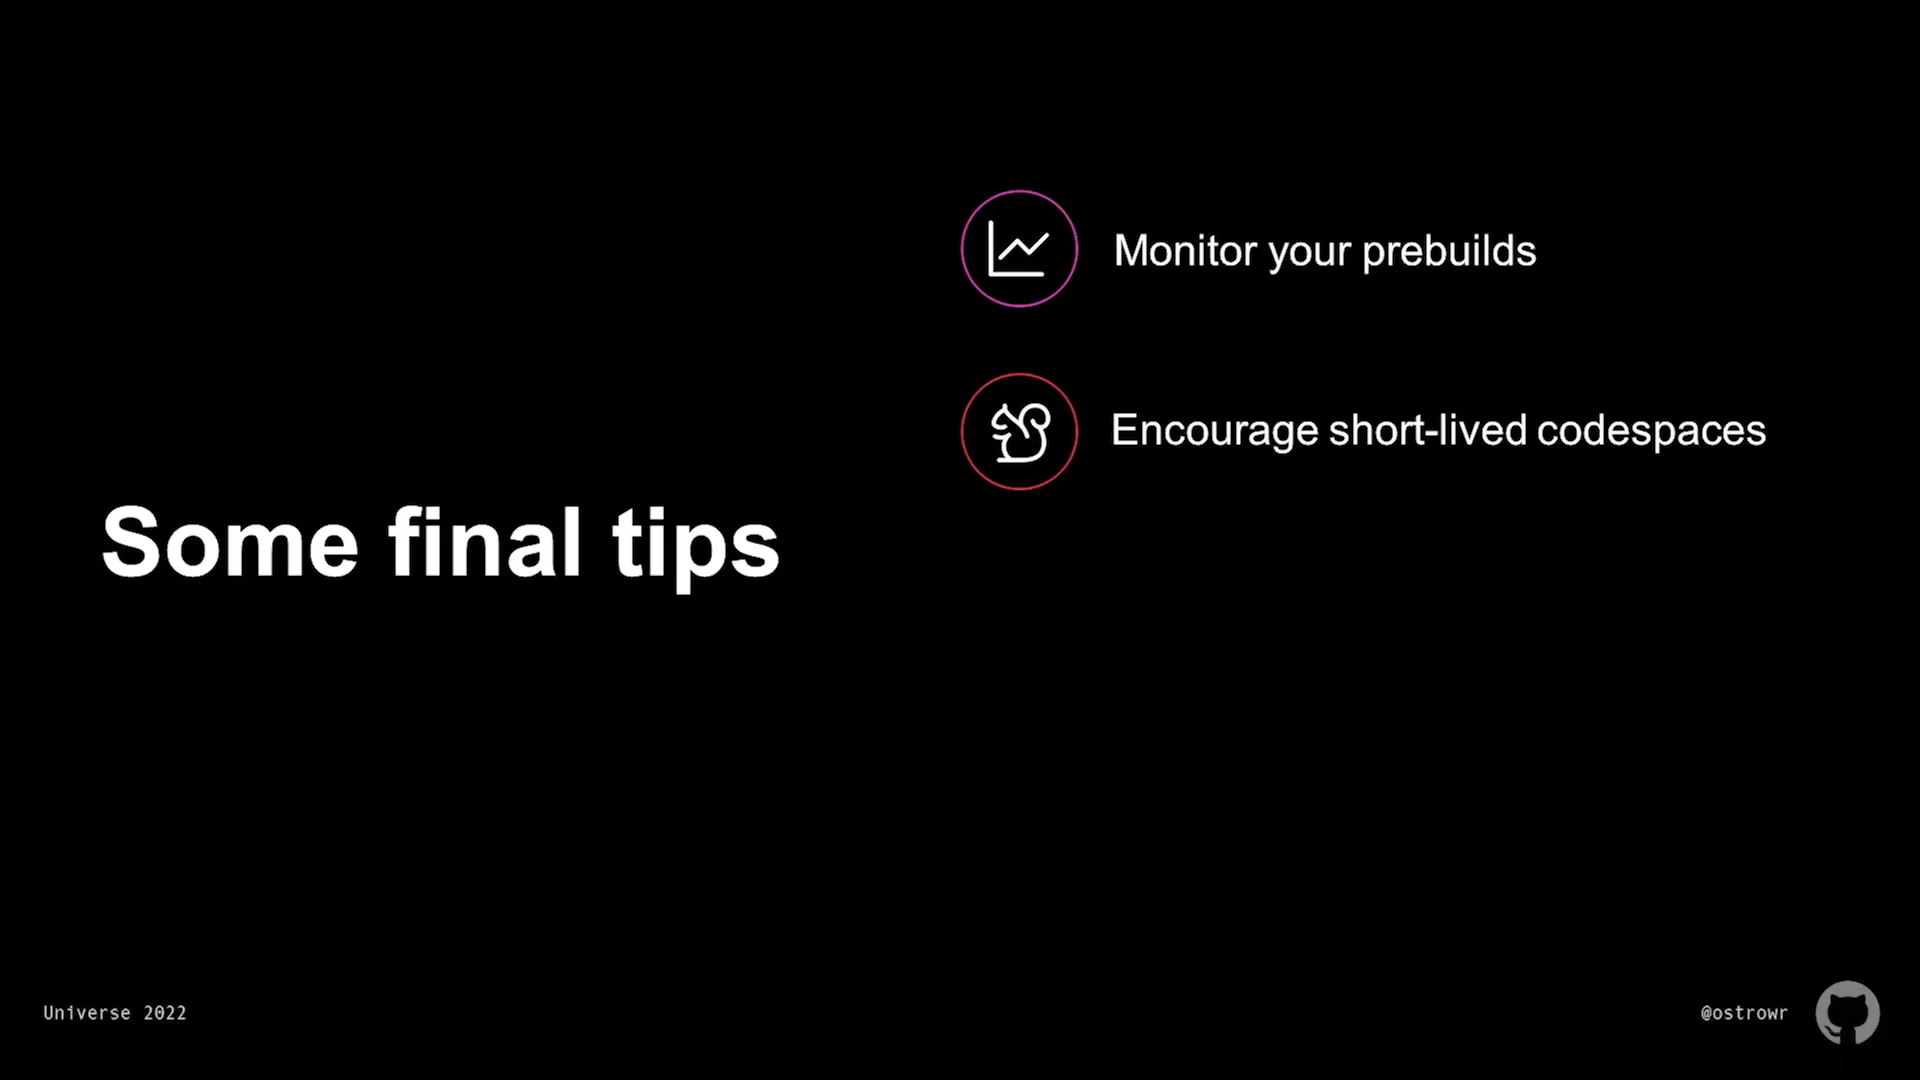 Some final tips
Monitor your prebuilds
Encourage short-lived codespaces
Universe 2022
@ostrowr